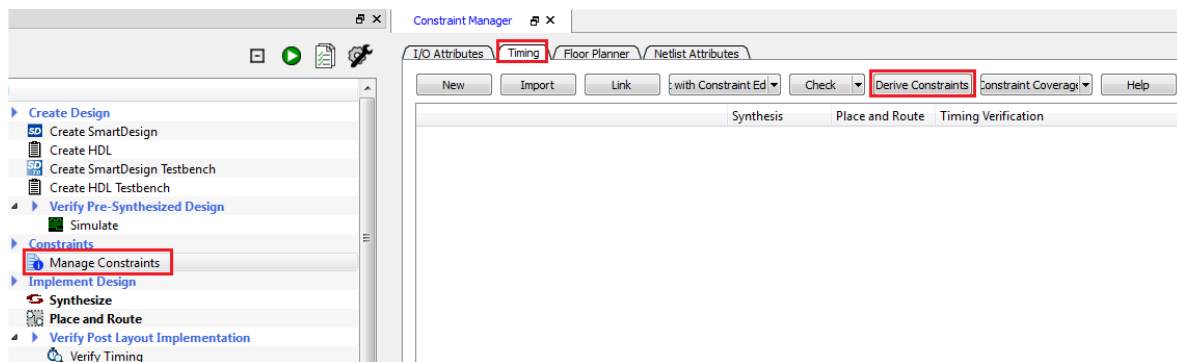 Constraint Manager
I/O Attributes Timing Floor Planner Netlist Attributes
New Import Link with Constraint Ed Check Derive Constraints Constraint Coverage Help
Synthesis Place and Route Timing Verification
Create Design
SD Create SmartDesign
Create HDL
SD Create SmartDesign Testbench
Create HDL Testbench
Verify Pre-Synthesized Design
Simulate
Constraints
Manage Constraints
Implement Design
Synthesize
Place and Route
Verify Post Layout Implementation
Verify Timing